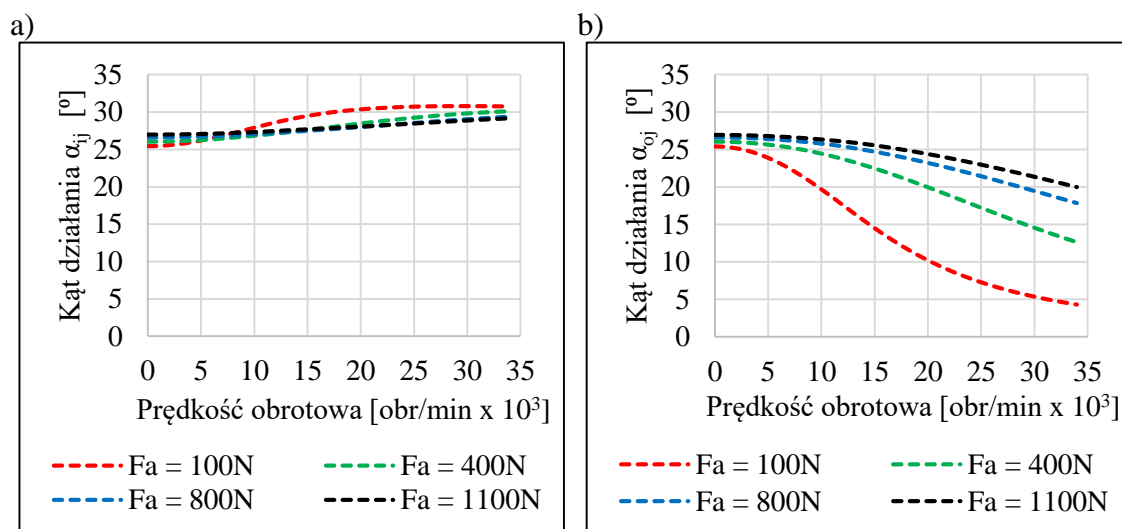 a)
Kąt działania αij [º]
35
30
25
20
15
10
5
0
0 5 10 15 20 25 30 35
Prędkość obrotowa [obr/min x 10³]
Fa = 100N Fa = 400N
Fa = 800N Fa = 1100N
b)
Kąt działania αoj [º]
35
30
25
20
15
10
5
0
0 5 10 15 20 25 30 35
Prędkość obrotowa [obr/min x 10³]
Fa = 100N Fa = 400N
Fa = 800N Fa = 1100N